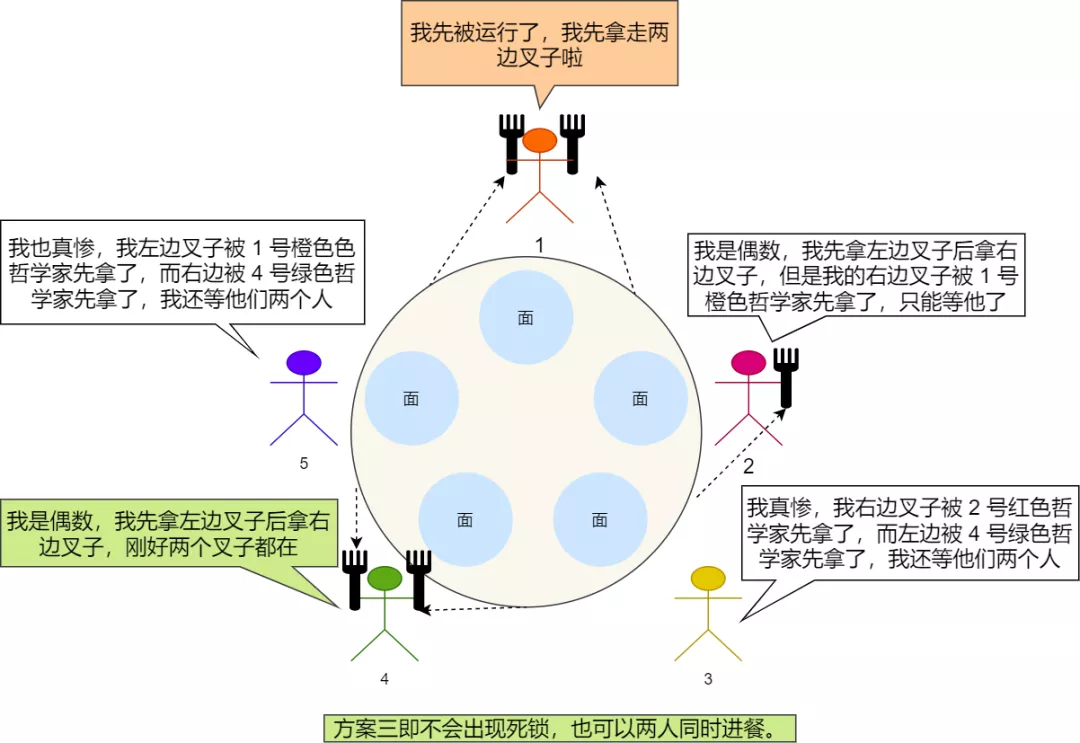 我先被运行了，我先拿走两
边叉子啦
1
我也真惨，我左边叉子被 1 号橙色色
哲学家先拿了，而右边被 4 号绿色哲
学家先拿了，我还等他们两个人
我是偶数，我先拿左边叉子后拿右
边叉子，但是我的右边叉子被 1 号
橙色哲学家先拿了，只能等他了
面
面
面
5
2
我是偶数，我先拿左边叉子后拿右
边叉子，刚好两个叉子都在
面
面
我真惨，我右边叉子被 2 号红色哲
学家先拿了，而左边被 4 号绿色哲
学家先拿了，我还等他们两个人
4
3
方案三即不会出现死锁，也可以两人同时进餐。